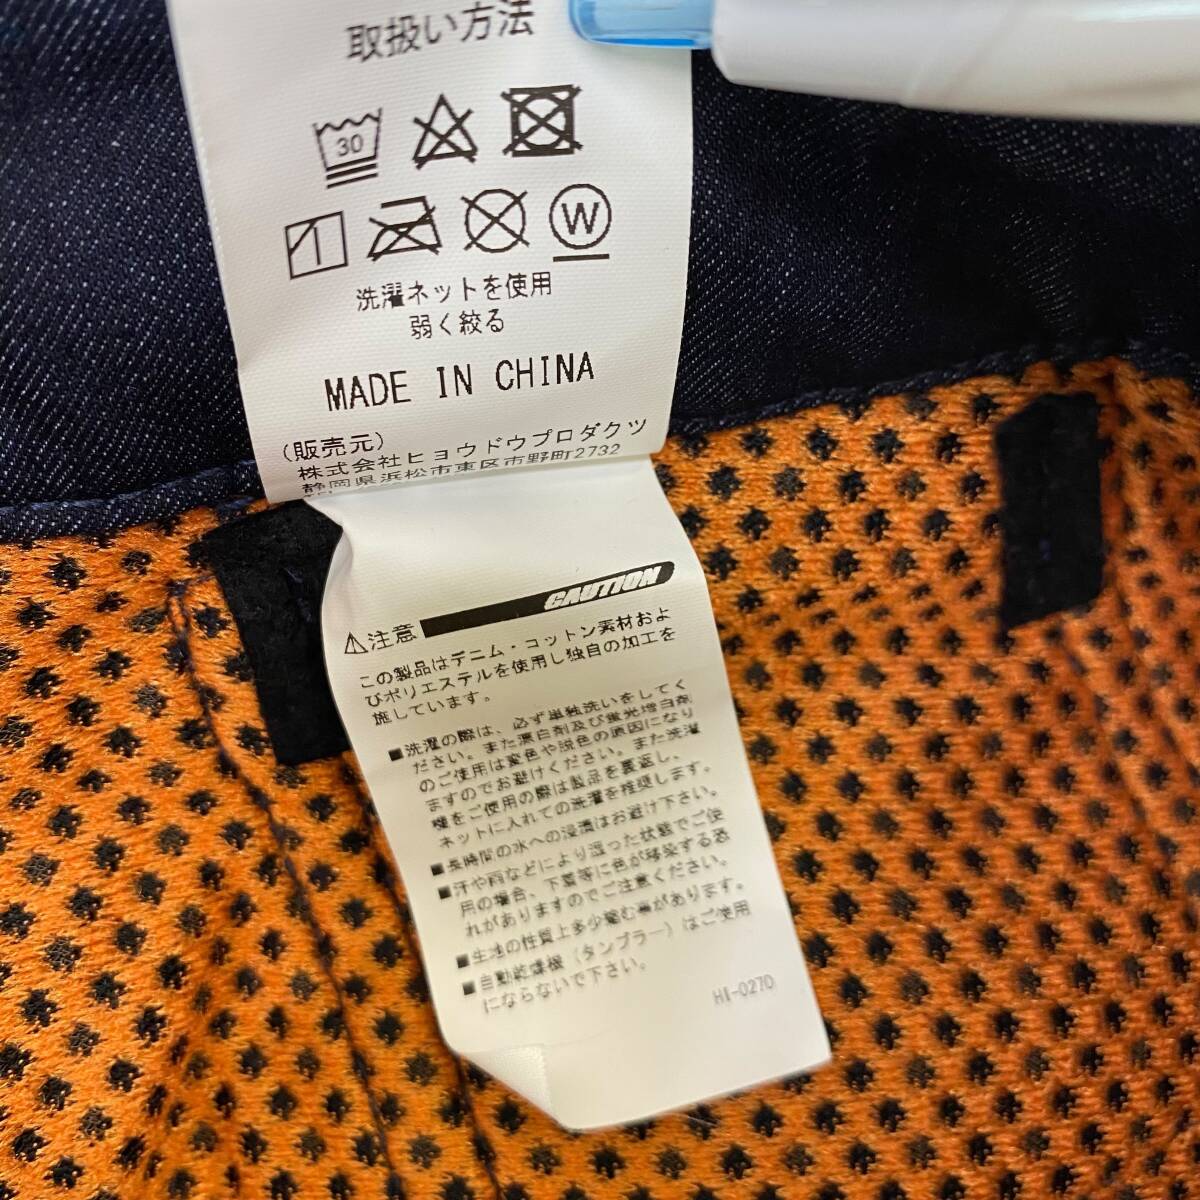 取扱い方法
30
W
洗濯ネットを使用
弱く絞る
MADE IN CHINA
(販売元)
株式会社ヒョウドウプロダクツ
静岡県浜松市東区市野町2732
⚠注意 CAUTION
この製品はデニム・コットン素材およ
びポリエステルを使用し独自の加工を
施しています。
■洗濯の際は、必ず単独洗いをしてく
ださい。また漂白剤及び蛍光増白剤
のご使用は変色や脱色の原因になり
ますのでお避けください。また洗濯
機をご使用の際は製品を裏返し、
ネットに入れての洗濯を推奨します。
■長時間の水への浸漬はお避け下さい。
■汗や雨などにより湿った状態でご使
用の場合、下着等に色が移染する恐
れがありますのでご注意ください。
■生地の性質上多少縮む事があります。
■自動乾燥機(タンブラー)はご使用
にならないで下さい。
HI-0270